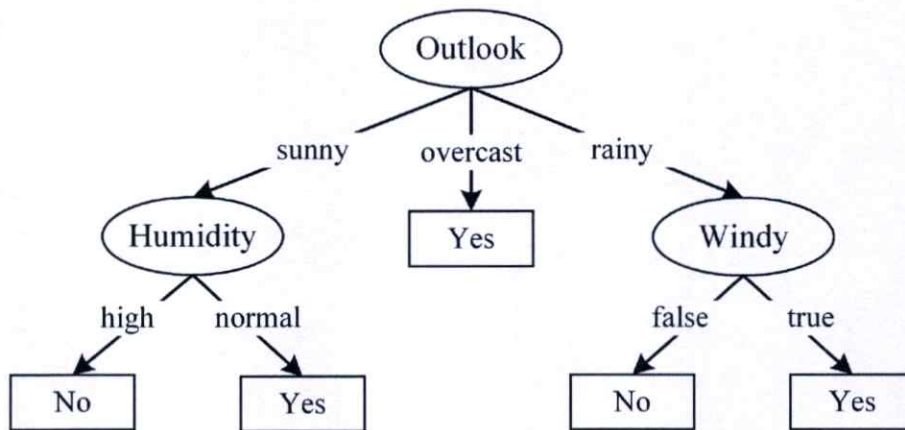 Outlook
sunny overcast rainy
Humidity Yes Windy
high normal false true
No Yes No Yes